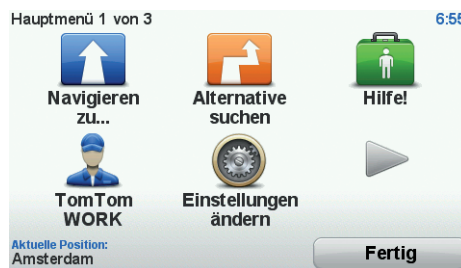 Hauptmenü 1 von 3
6:55
Navigieren
zu...
Alternative
suchen
Hilfe!
TomTom
WORK
Einstellungen
ändern
Aktuelle Position:
Amsterdam
Fertig